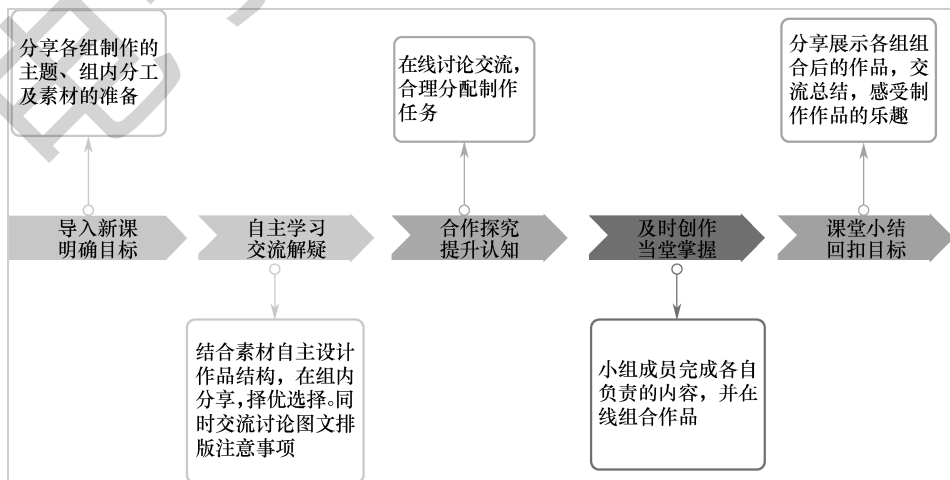 分享各组制作的
主题、组内分工
及素材的准备
在线讨论交流，
合理分配制作
任务
分享展示各组组
合后的作品，交
流总结，感受制
作作品的乐趣
导入新课
明确目标
自主学习
交流解疑
合作探究
提升认知
及时创作
当堂掌握
课堂小结
回扣目标
结合素材自主设计
作品结构，在组内
分享，择优选择。同
时交流讨论图文排
版注意事项
小组成员完成各自
负责的内容，并在
线组合作品